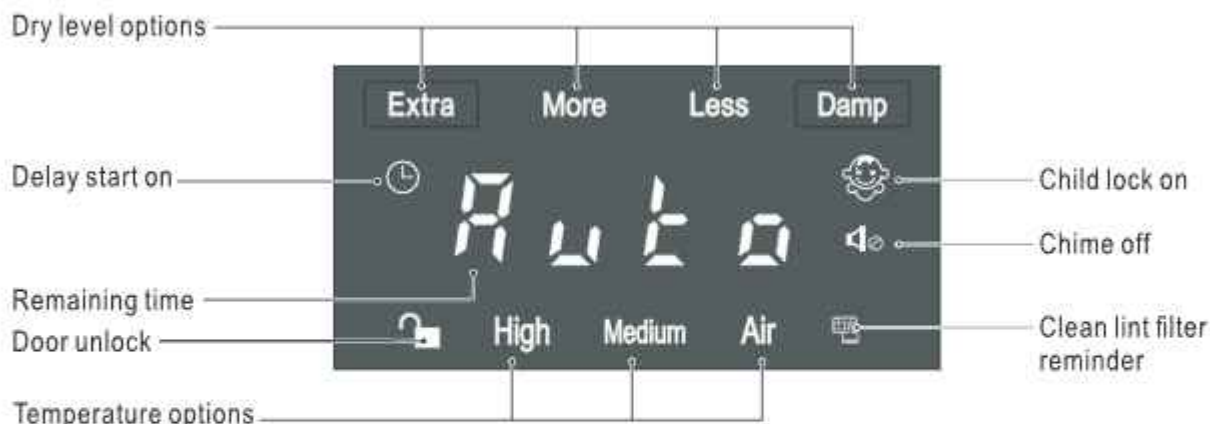 Dry level options
Extra More Less Damp
Delay start on
Auto
Child lock on
Chime off
Remaining time
Door unlock
High Medium Air
Clean lint filter
reminder
Temperature options